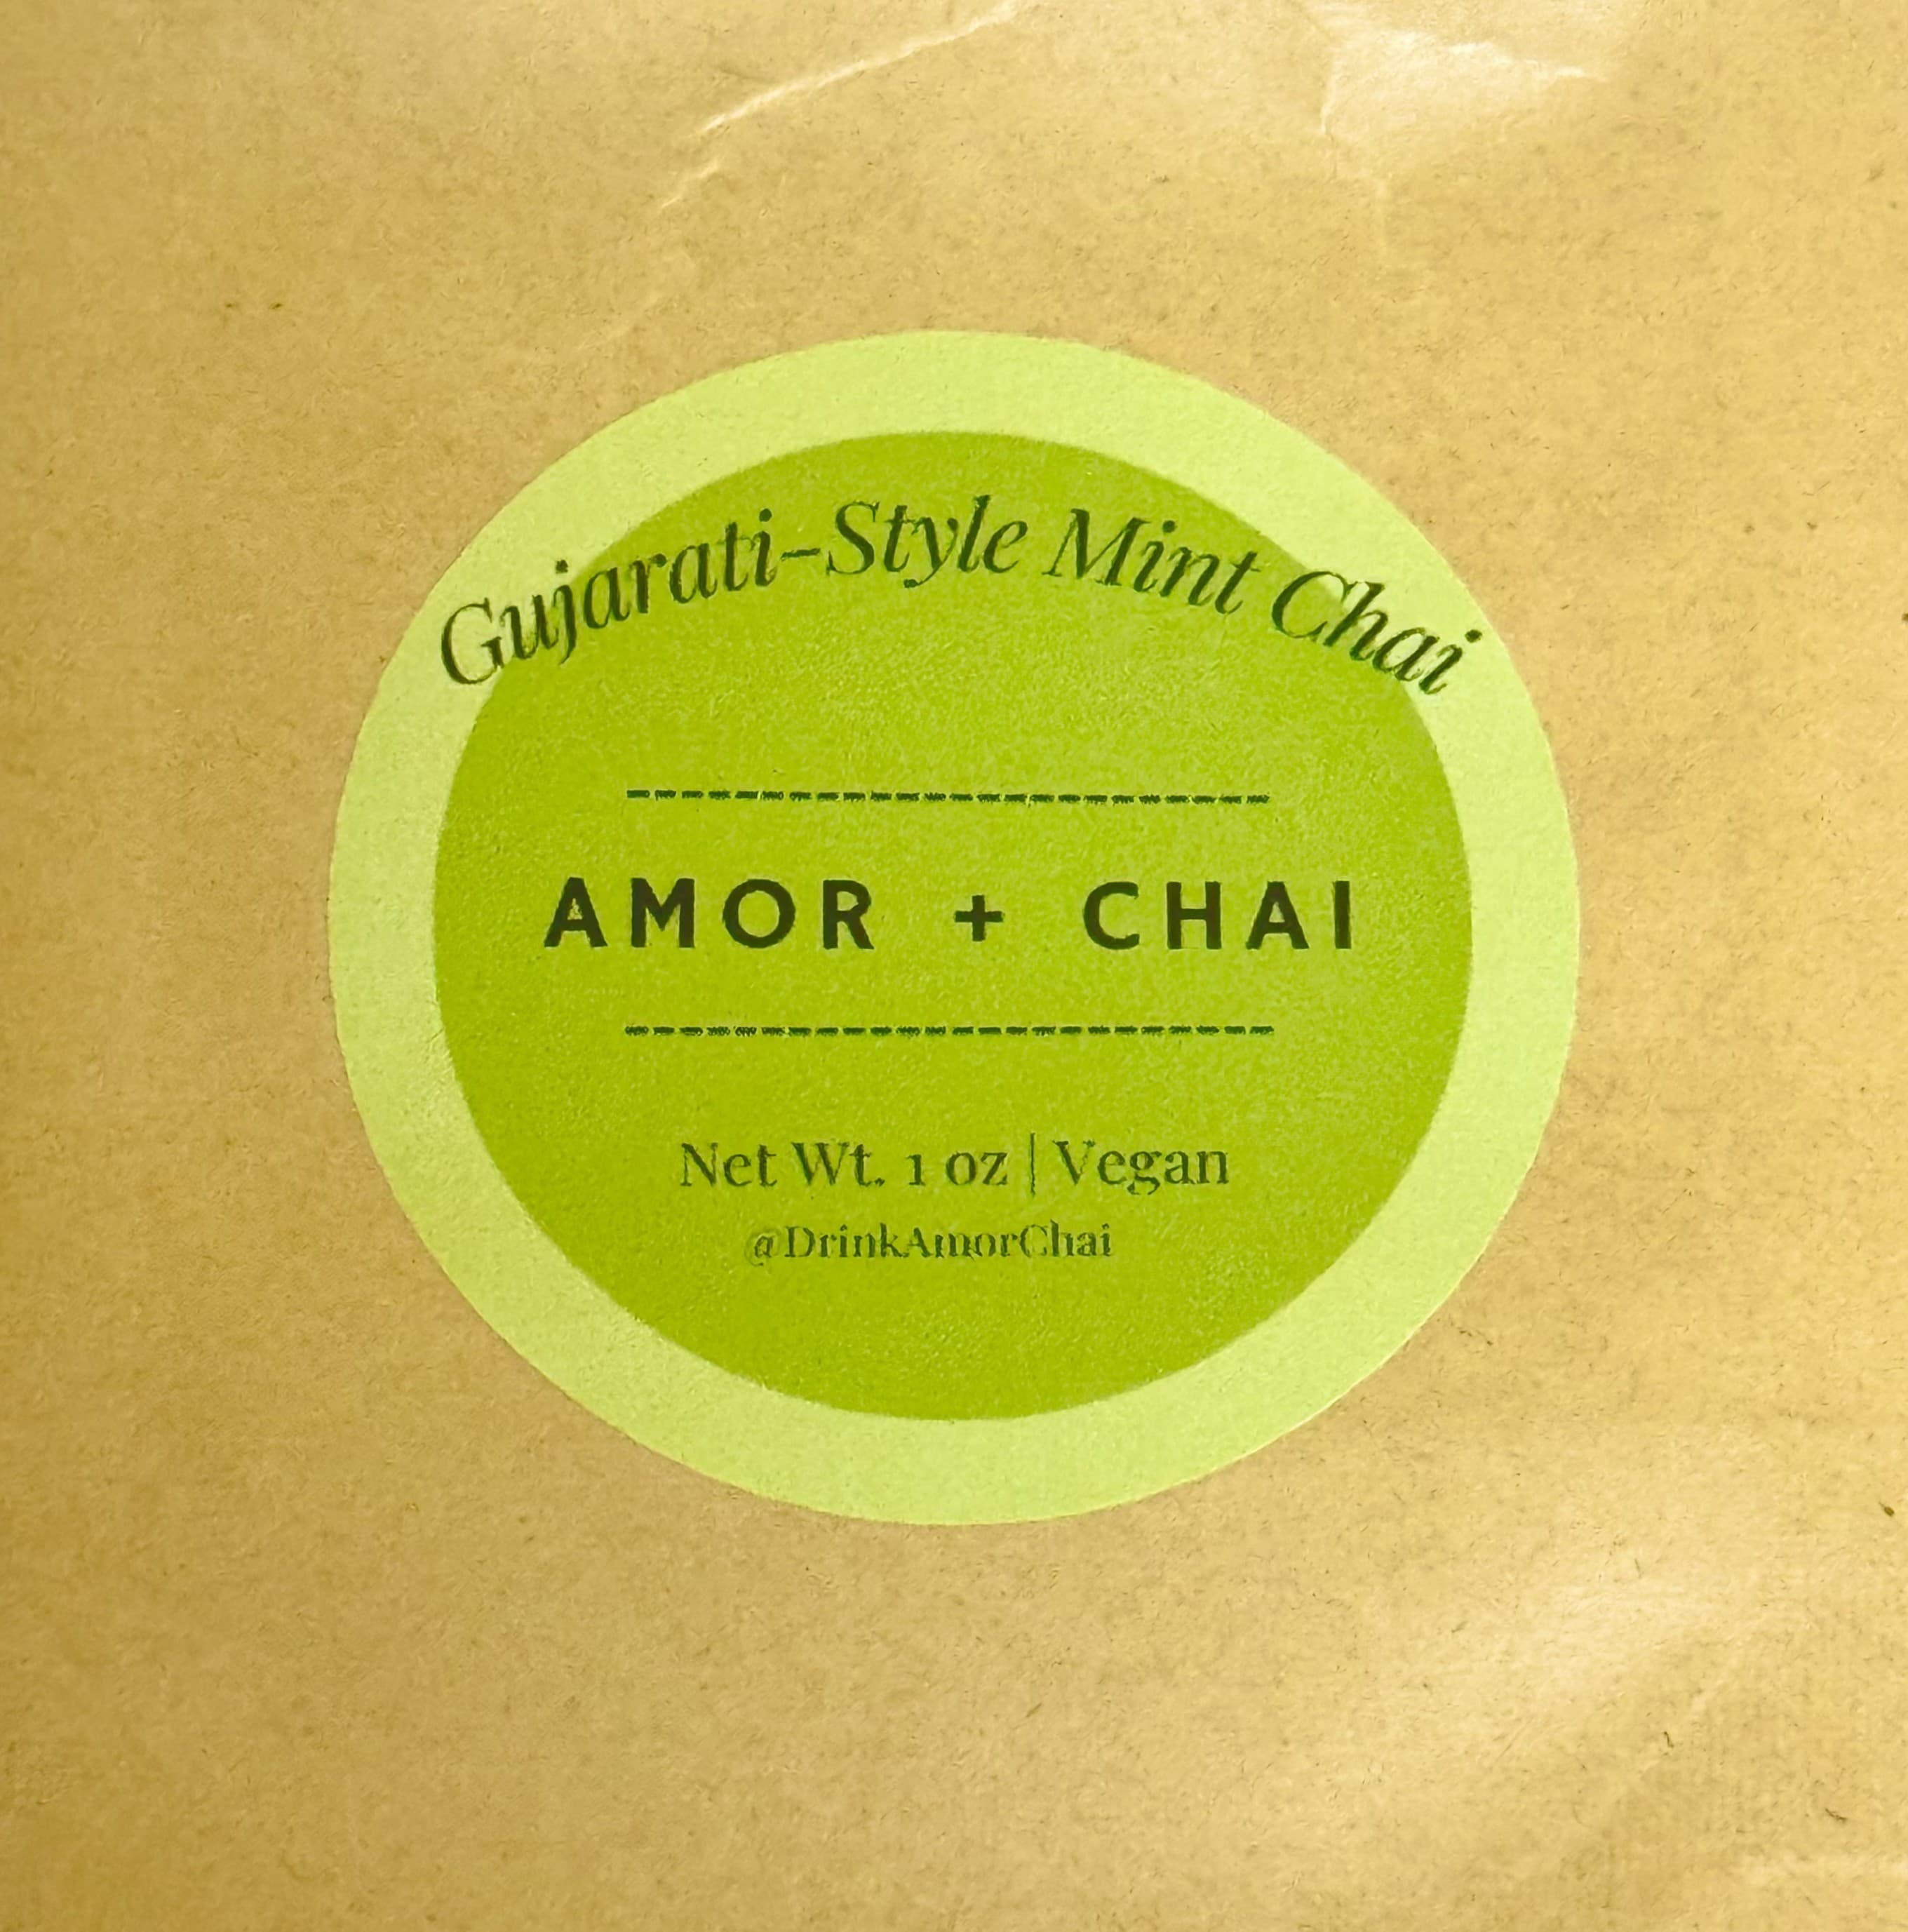 Gujarati-Style Mint Chai
AMOR + CHAI
Net Wt. 1 oz | Vegan
@DrinkAmorChai